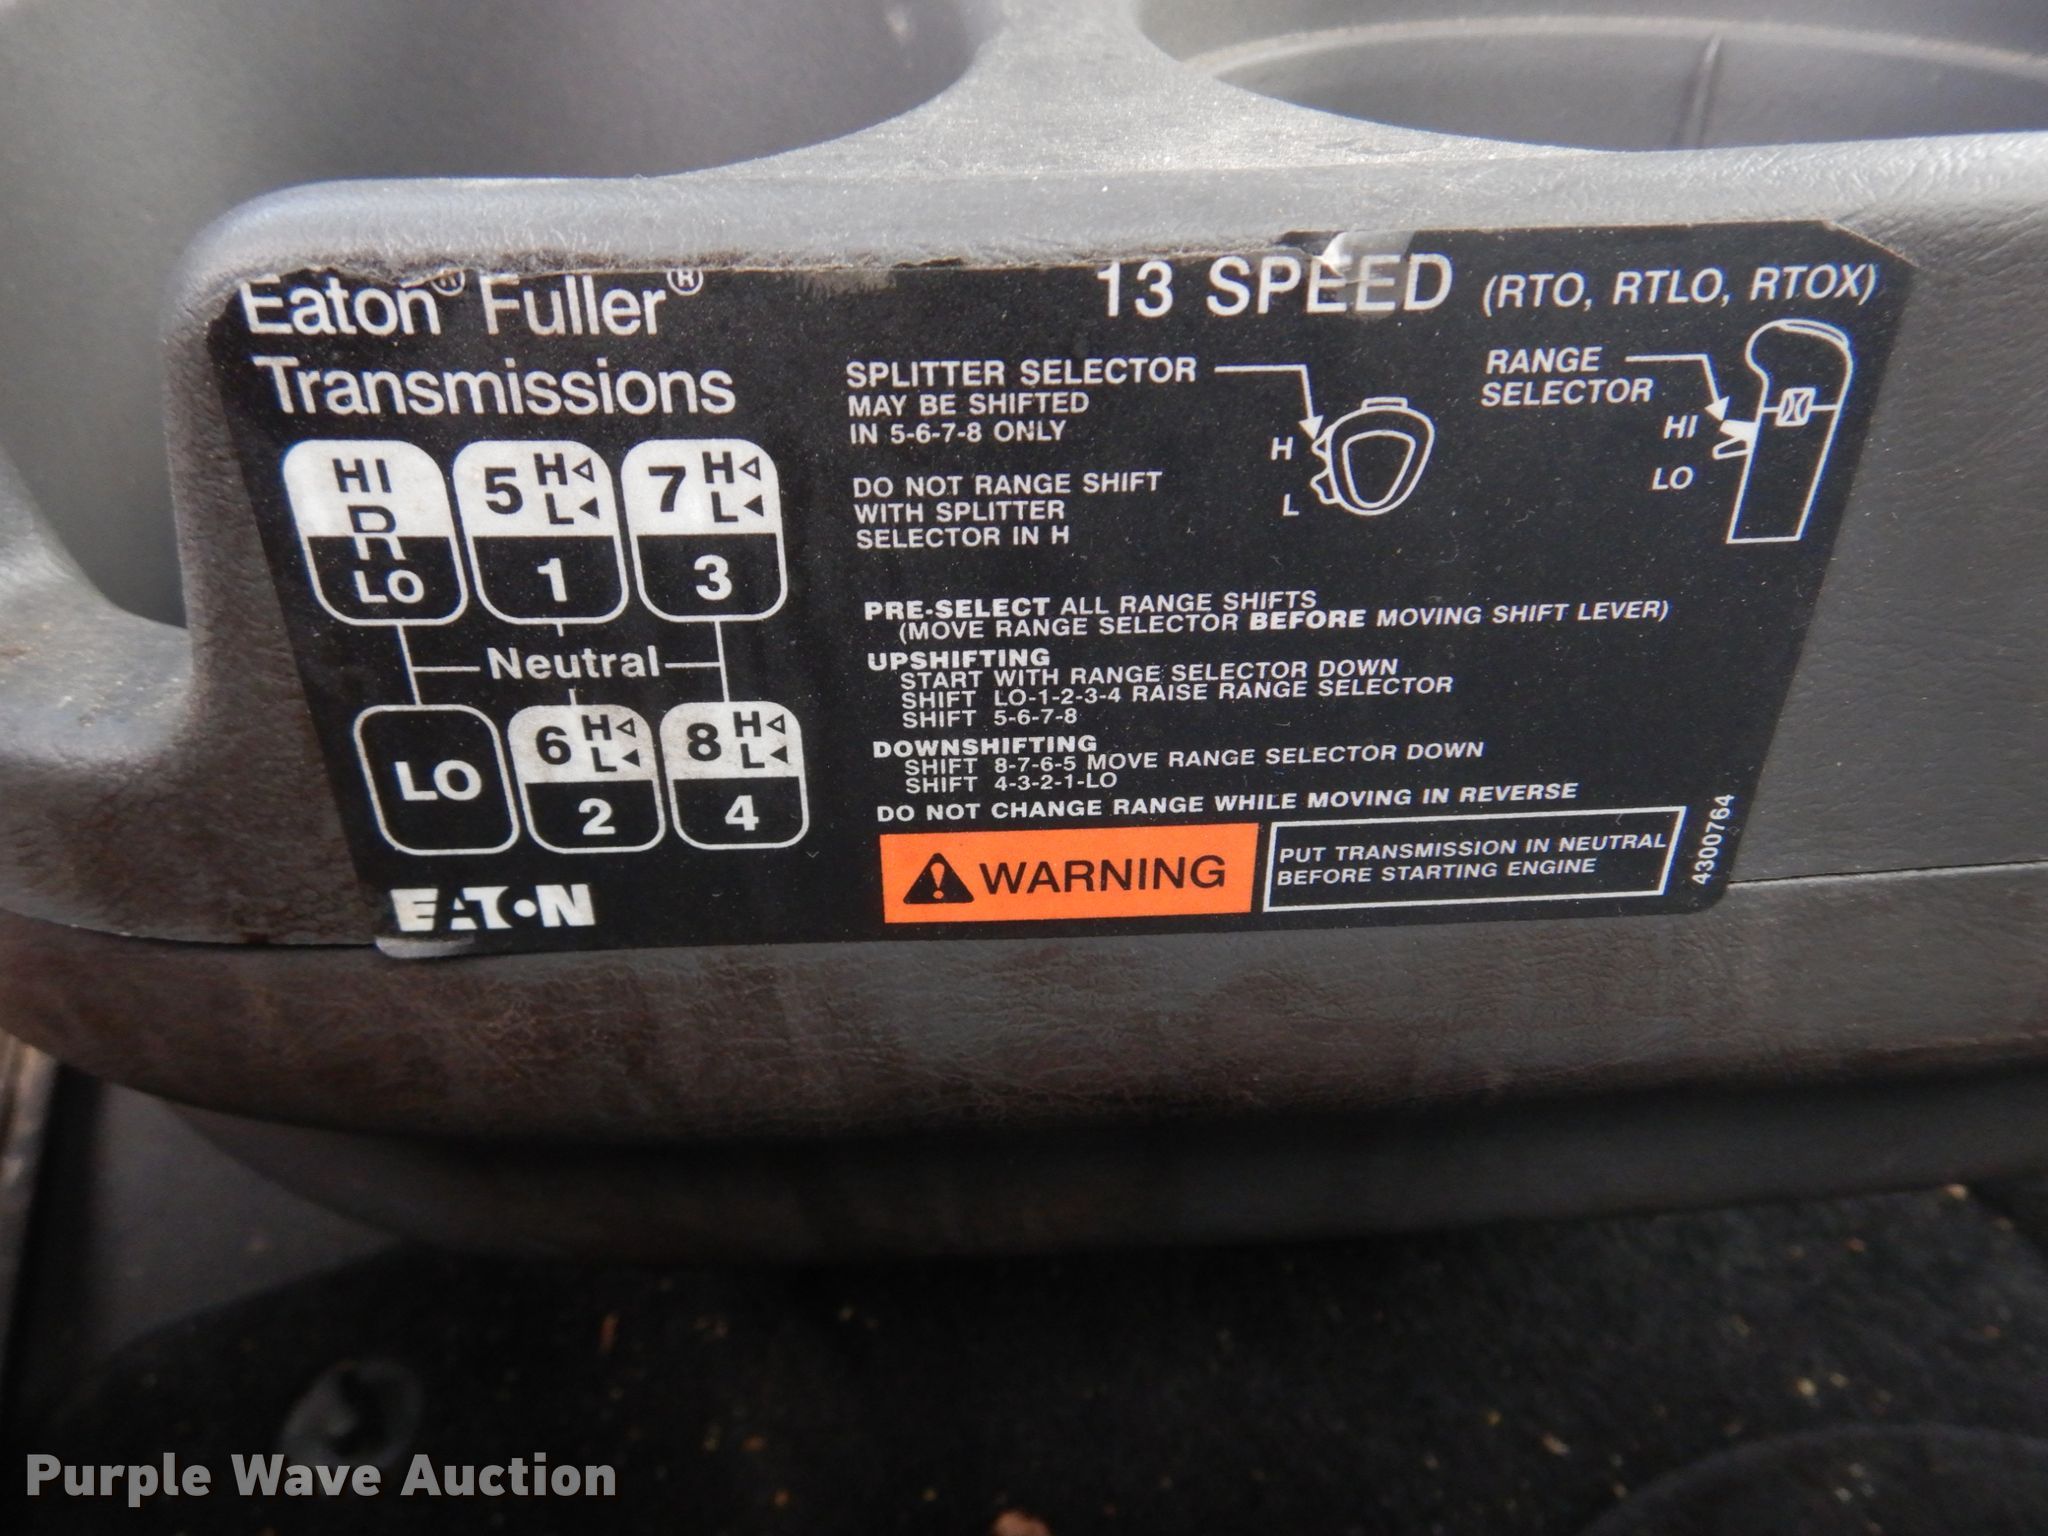 Eaton® Fuller®
Transmissions
13 SPEED (RTO, RTLO, RTOX)
SPLITTER SELECTOR
MAY BE SHIFTED
IN 5-6-7-8 ONLY
H
L
RANGE
SELECTOR
HI
LO
DO NOT RANGE SHIFT
WITH SPLITTER
SELECTOR IN H
HI
R
LO
5 H
L
1
7 H
L
3
Neutral
LO
6 H
L
2
8 H
L
4
PRE-SELECT ALL RANGE SHIFTS
(MOVE RANGE SELECTOR BEFORE MOVING SHIFT LEVER)
UPSHIFTING
START WITH RANGE SELECTOR DOWN
SHIFT LO-1-2-3-4 RAISE RANGE SELECTOR
SHIFT 5-6-7-8
DOWNSHIFTING
SHIFT 8-7-6-5 MOVE RANGE SELECTOR DOWN
SHIFT 4-3-2-1-LO
DO NOT CHANGE RANGE WHILE MOVING IN REVERSE
EATON
WARNING
PUT TRANSMISSION IN NEUTRAL
BEFORE STARTING ENGINE
4300764
Purple Wave Auction